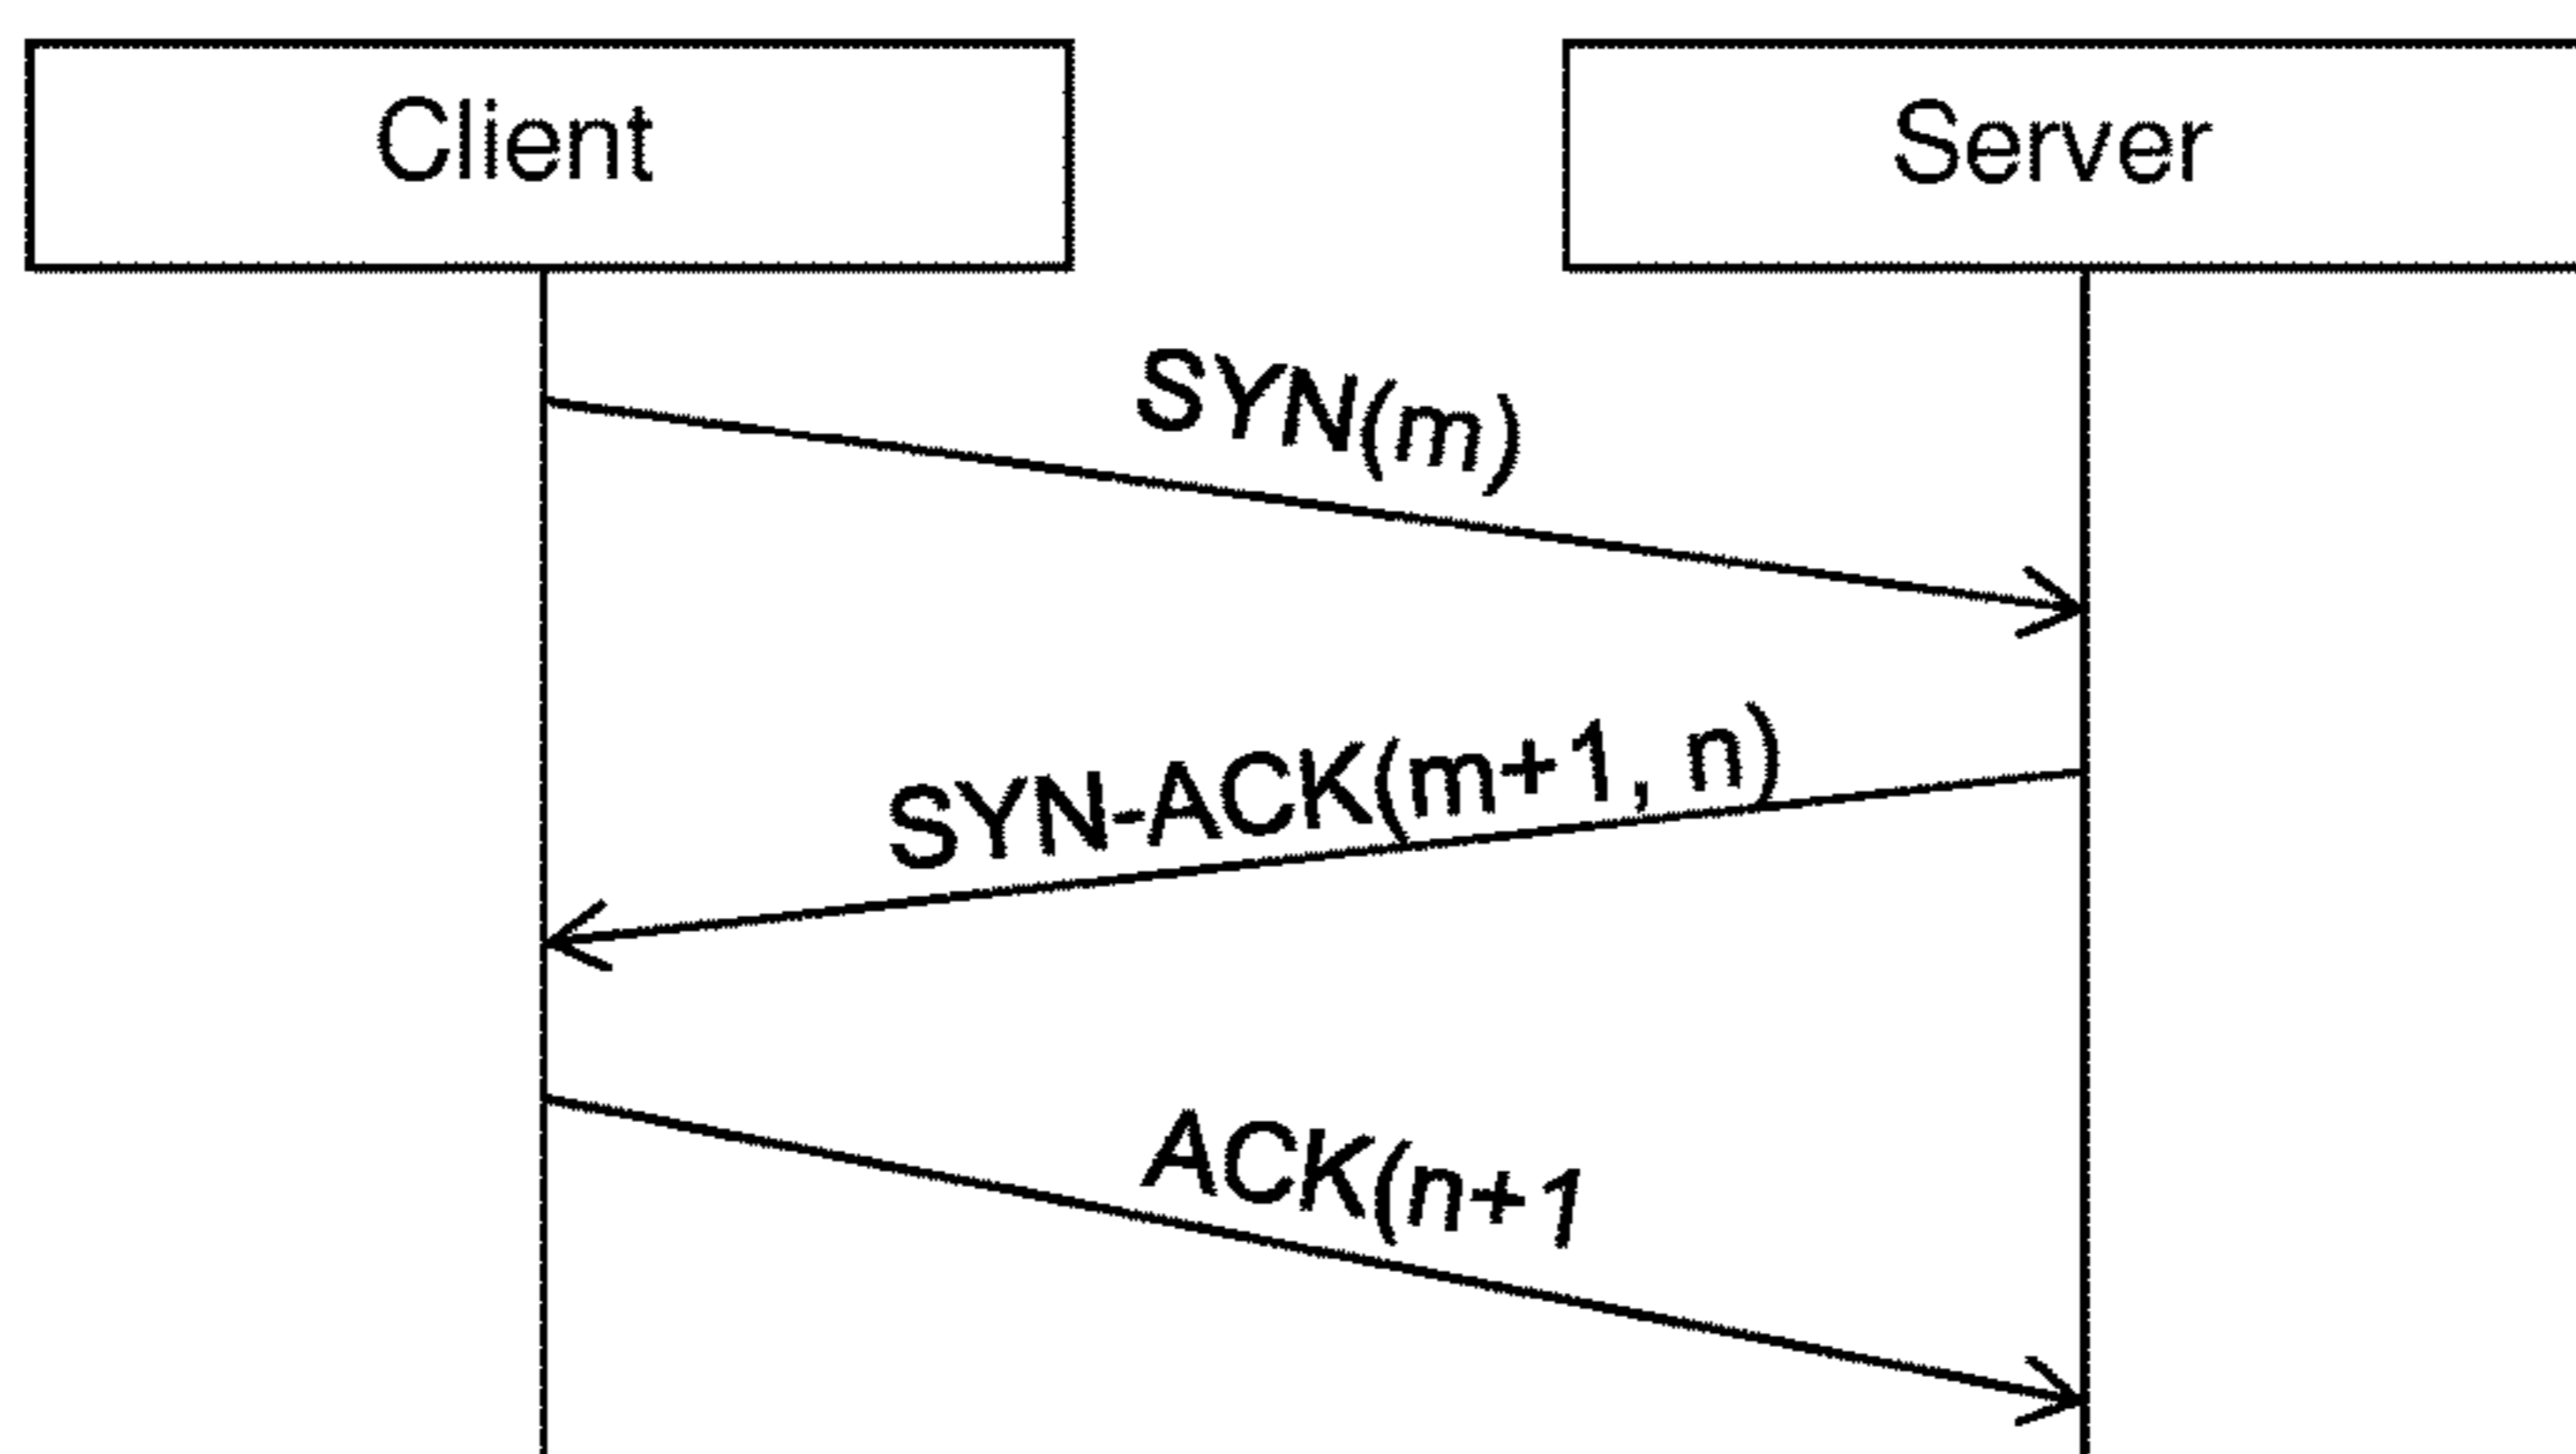 Client
Server
SYN(m)
SYN-ACK(m+1, n)
ACK(n+1